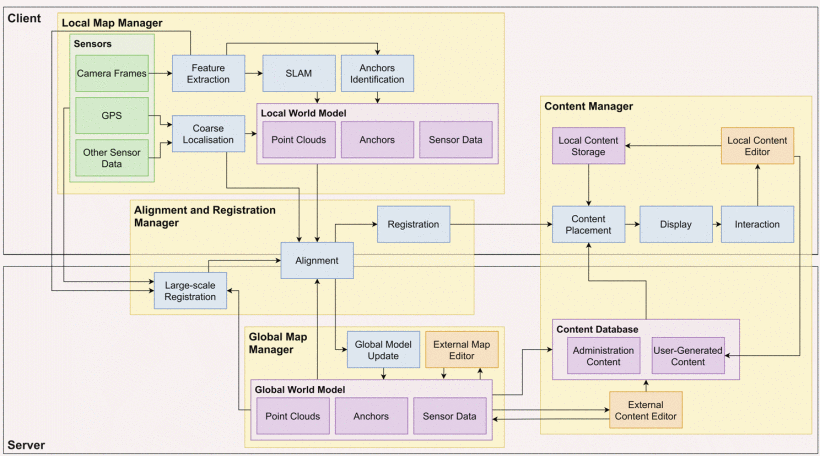 Client
Local Map Manager
Sensors
Camera Frames
GPS
Other Sensor
Data
Feature
Extraction
SLAM
Anchors
Identification
Coarse
Localisation
Local World Model
Point Clouds
Anchors
Sensor Data
Content Manager
Local Content
Storage
Local Content
Editor
Content
Placement
Display
Interaction
Alignment and Registration
Manager
Registration
Alignment
Large-scale
Registration
Global Map
Manager
Global Model
Update
External Map
Editor
Global World Model
Point Clouds
Anchors
Sensor Data
Content Database
Administration
Content
User-Generated
Content
External
Content Editor
Server